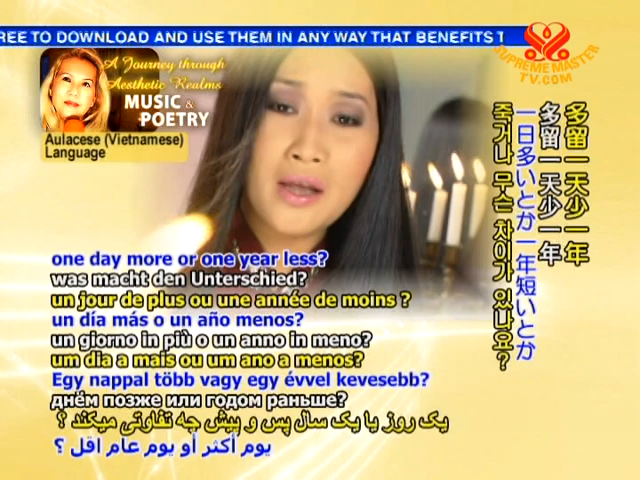 REE TO DOWNLOAD AND USE THEM IN ANY WAY THAT BENEFITS T
SUPREME MASTER
TV.COM
A Journey through
Aesthetic Realms
MUSIC &
POETRY
Aulacese (Vietnamese)
Language
多留一天少一年
多留一天少一年
一日多いとか一年短いとか
죽거나 무슨 차이가 있나요?
one day more or one year less?
was macht den Unterschied?
un jour de plus ou une année de moins ?
un día más o un año menos?
un giorno in più o un anno in meno?
um dia a mais ou um ano a menos?
Egy nappal több vagy egy évvel kevesebb?
днём позже или годом раньше?
یک روز یا یک سال پس و پیش چه تفاوتی میکند ؟
يوم أكثر أو يوم عام اقل ؟